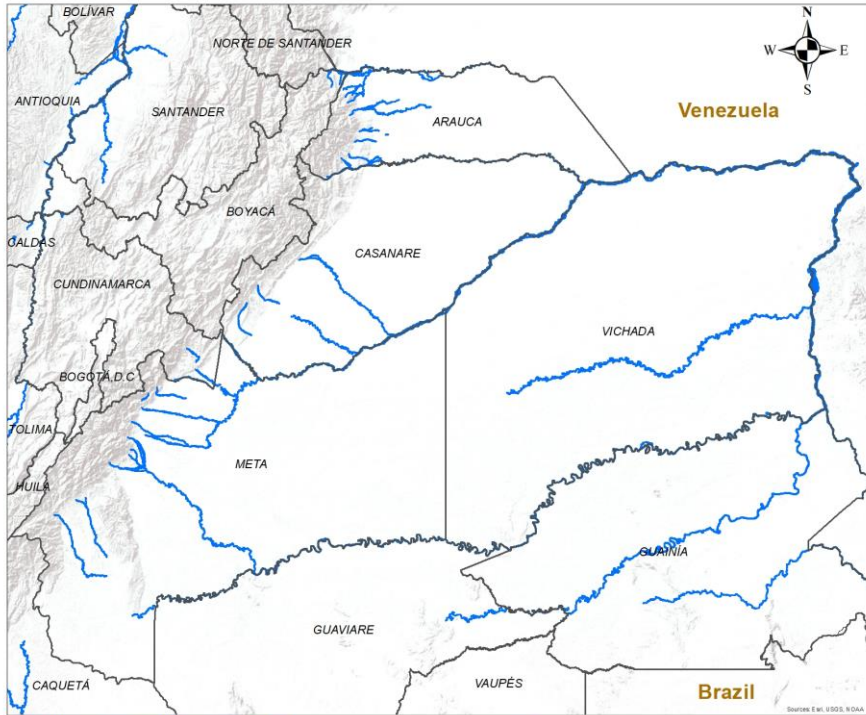 BOLÍVAR
N
NORTE DE SANTANDER
W
E
S
ANTIOQUIA
SANTANDER
ARAUCA
Venezuela
BOYACÁ
CALDAS
CASANARE
CUNDINAMARCA
VICHADA
BOGOTÁ,D.C
TOLIMA
META
HUILA
GUAINÍA
GUAVIARE
CAQUETÁ
VAUPÉS
Brazil
Sources: Esri, USGS, NOAA